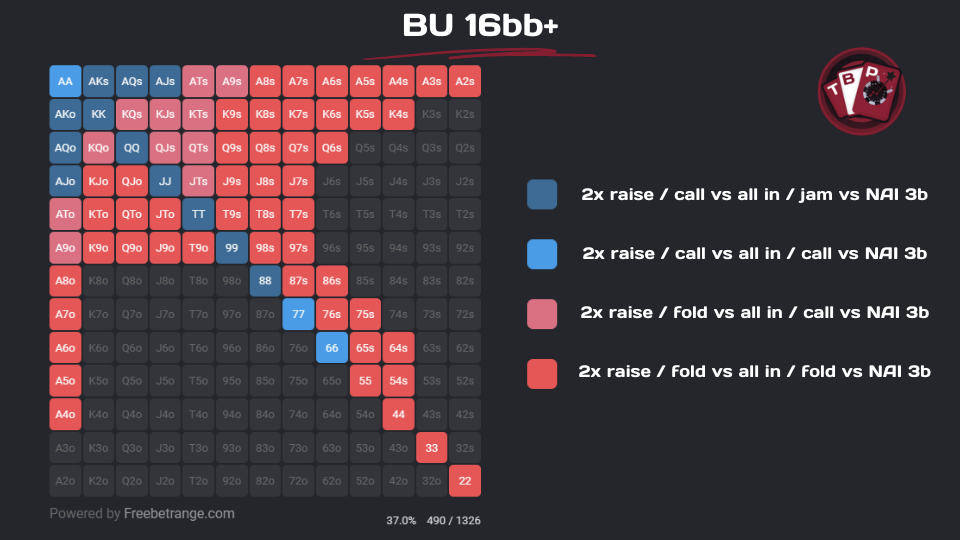 BU 16bb+
TBP
AA AKs AQs AJs ATs A9s A8s A7s A6s A5s A4s A3s A2s
AKo KK KQs KJs KTs K9s K8s K7s K6s K5s K4s K3s K2s
AQo KQo QQ QJs QTs Q9s Q8s Q7s Q6s Q5s Q4s Q3s Q2s
AJo KJo QJo JJ JTs J9s J8s J7s J6s J5s J4s J3s J2s
ATo KTo QTo JTo TT T9s T8s T7s T6s T5s T4s T3s T2s
A9o K9o Q9o J9o T9o 99 98s 97s 96s 95s 94s 93s 92s
A8o K8o Q8o J8o T8o 98o 88 87s 86s 85s 84s 83s 82s
A7o K7o Q7o J7o T7o 97o 87o 77 76s 75s 74s 73s 72s
A6o K6o Q6o J6o T6o 96o 86o 76o 66 65s 64s 63s 62s
A5o K5o Q5o J5o T5o 95o 85o 75o 65o 55 54s 53s 52s
A4o K4o Q4o J4o T4o 94o 84o 74o 64o 54o 44 43s 42s
A3o K3o Q3o J3o T3o 93o 83o 73o 63o 53o 43o 33 32s
A2o K2o Q2o J2o T2o 92o 82o 72o 62o 52o 42o 32o 22
Powered by Freebetrange.com
37.0% 490 / 1326
2x raise / call vs all in / jam vs NAI 3b
2x raise / call vs all in / call vs NAI 3b
2x raise / fold vs all in / call vs NAI 3b
2x raise / fold vs all in / fold vs NAI 3b